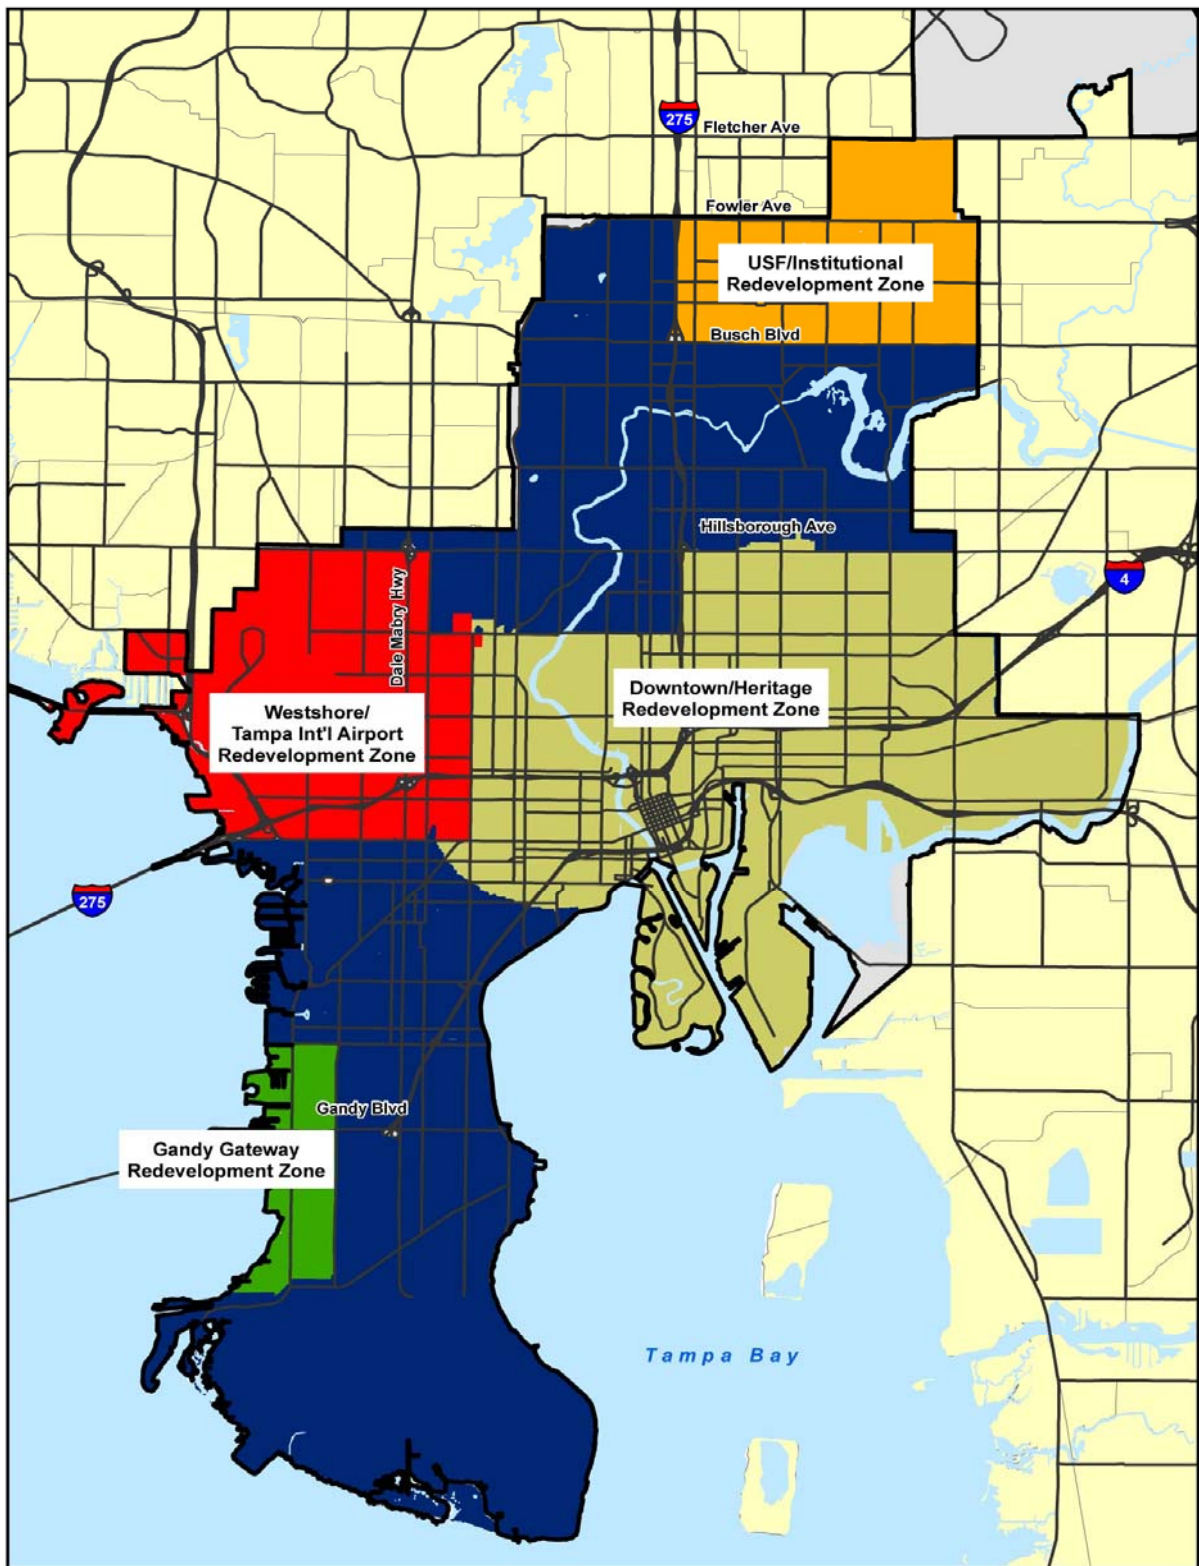 275
Fletcher Ave
Fowler Ave
USF/Institutional
Redevelopment Zone
Busch Blvd
Hillsborough Ave
4
Dale Mabry Hwy
Downtown/Heritage
Redevelopment Zone
Westshore/
Tampa Int'l Airport
Redevelopment Zone
275
Gandy Blvd
Gandy Gateway
Redevelopment Zone
Tampa Bay